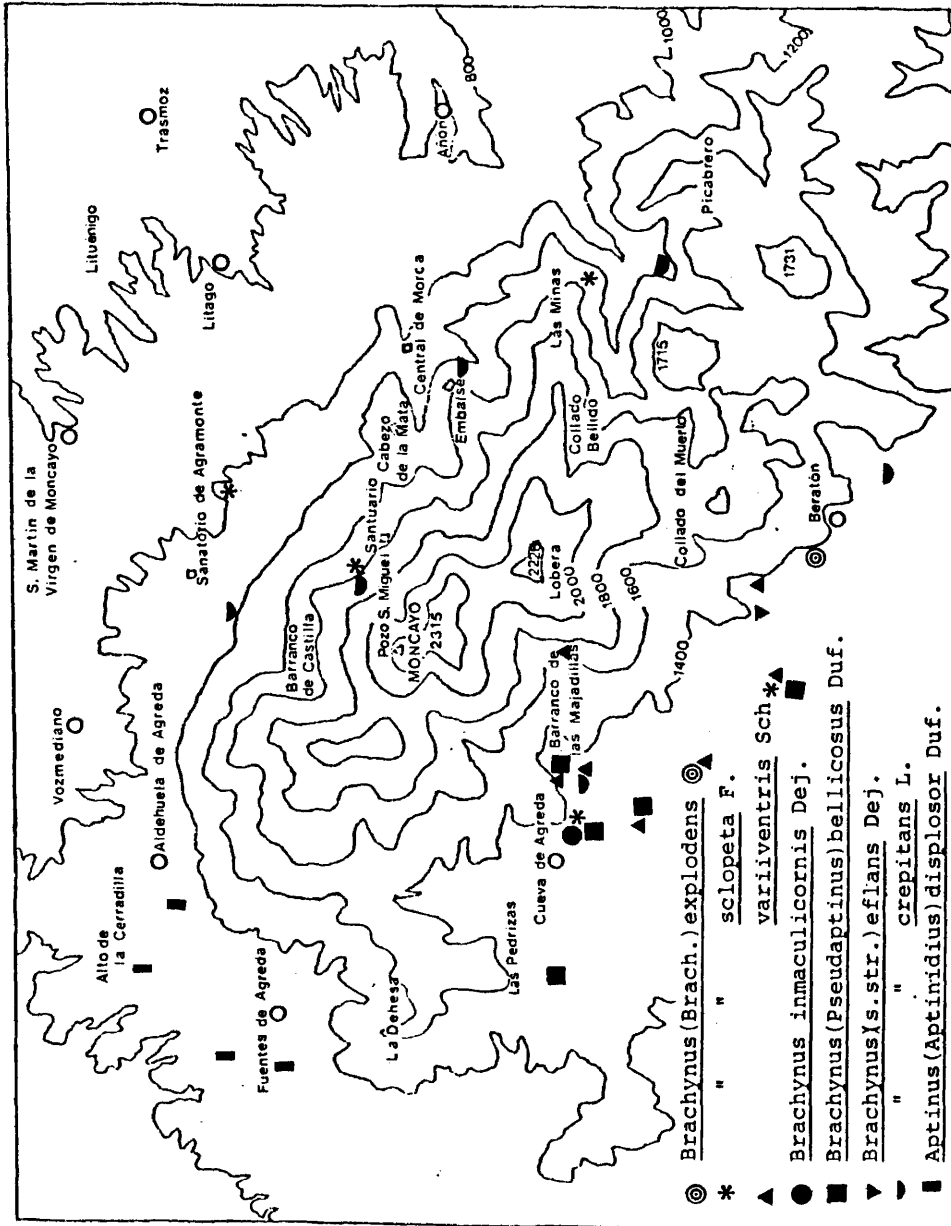 S. Martin de la
Virgen de Moncayo
Lituénigo
Trasmoz
Litago
Vozmediano
Sanatorio de Agramonte
Aldehuela de Agreda
Alto de
la Cerradilla
Fuentes de Agreda
La Dehesa
Las Pedrizas
Cueva de Agreda
Barranco
de Castilla
Santuario
Cabezo
de la Mata
Central de Morca
Embalse
Añon
800
1000
1200
Pozo S. Miguel
MONCAYO
2315
Lobera
2226
2000
1800
1600
1400
Barranco de
las Majadillas
Collado
Bellido
Las Minas
Collado del Muerto
1715
1731
Picabrero
Beratón
Brachynus(Brach.)explodens
" " sclopeta F.
variiventris Sch
Brachynus inmaculicornis Dej.
Brachynus(Pseudaptinus)bellicosus Duf.
Brachynus(s.str.)eflans Dej.
" " crepitans L.
Aptinus(Aptinidius)displosor Duf.